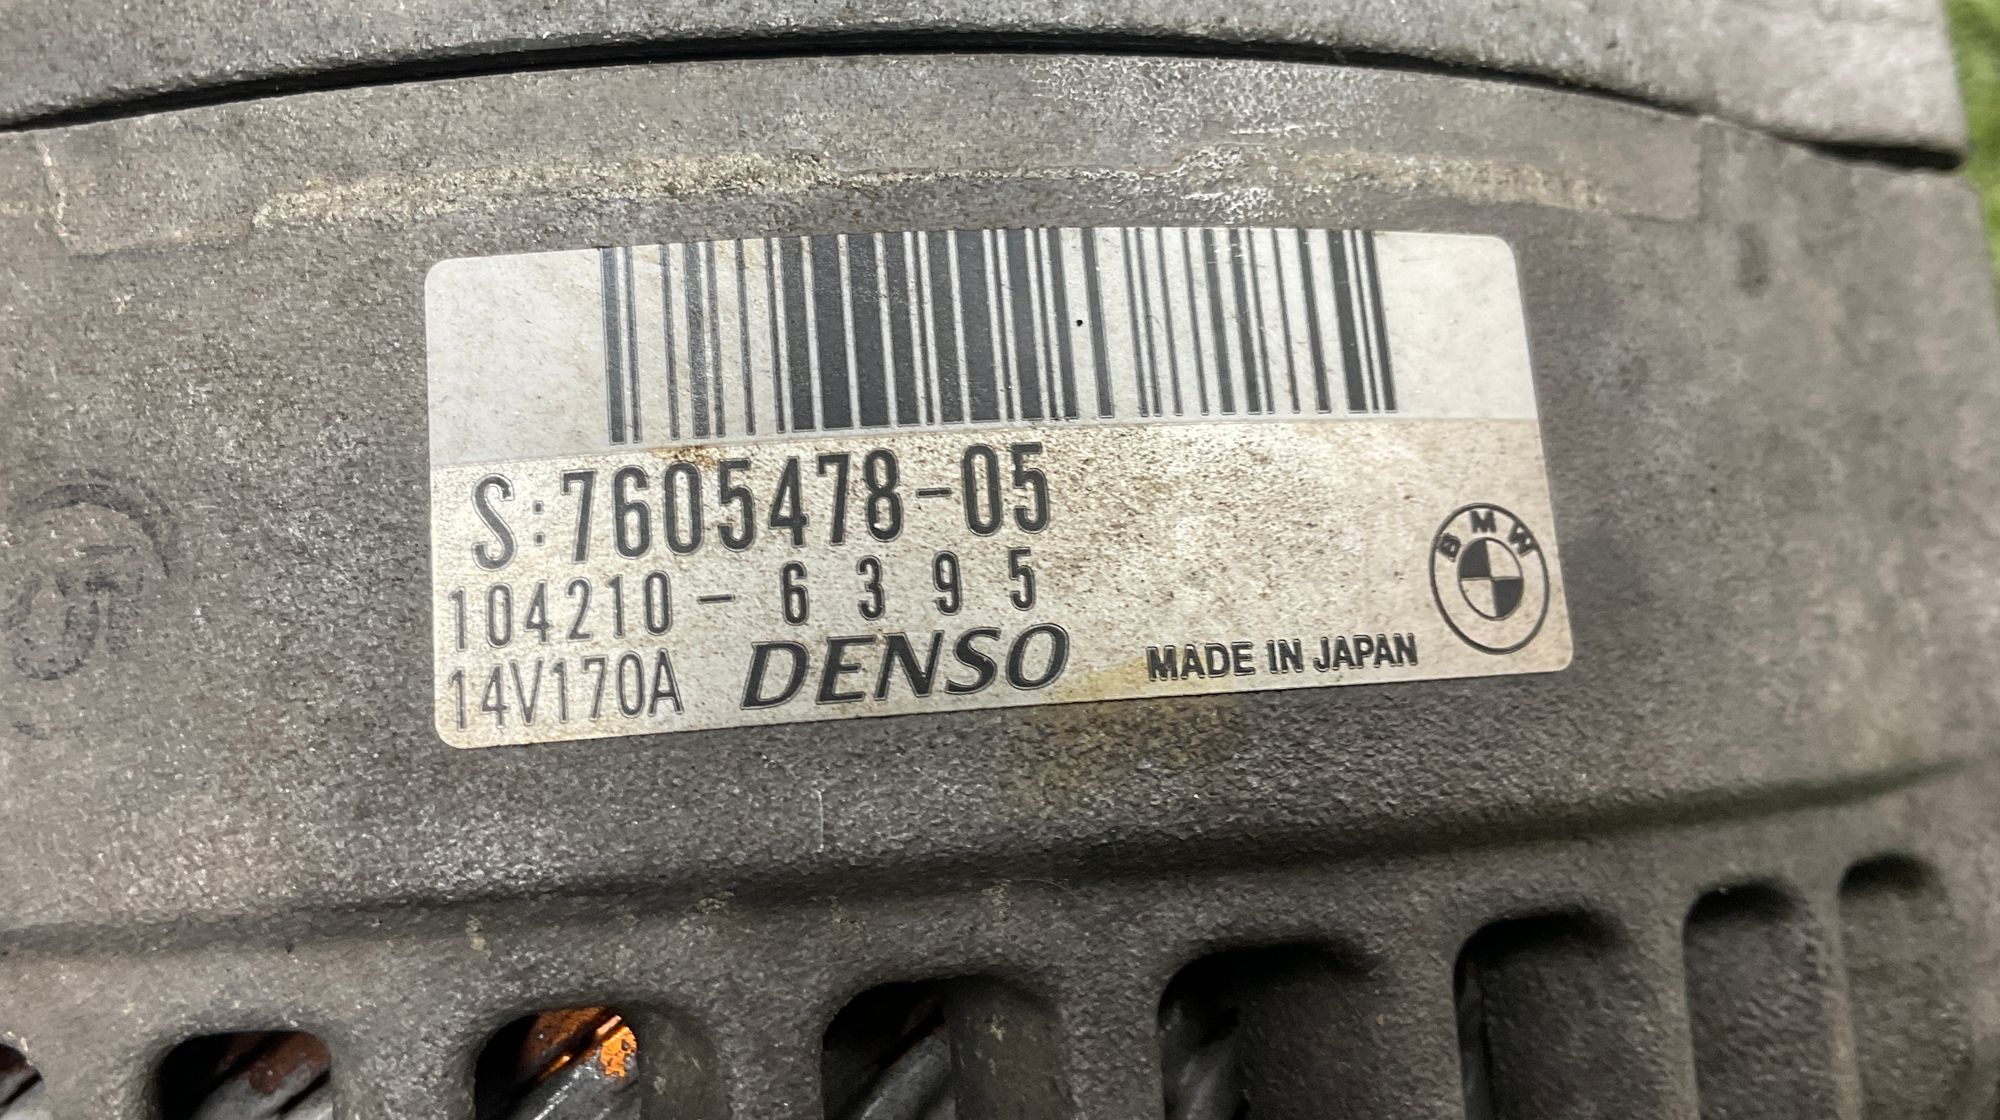 S:7605478-05
104210-6395
14V170A DENSO MADE IN JAPAN
BMW